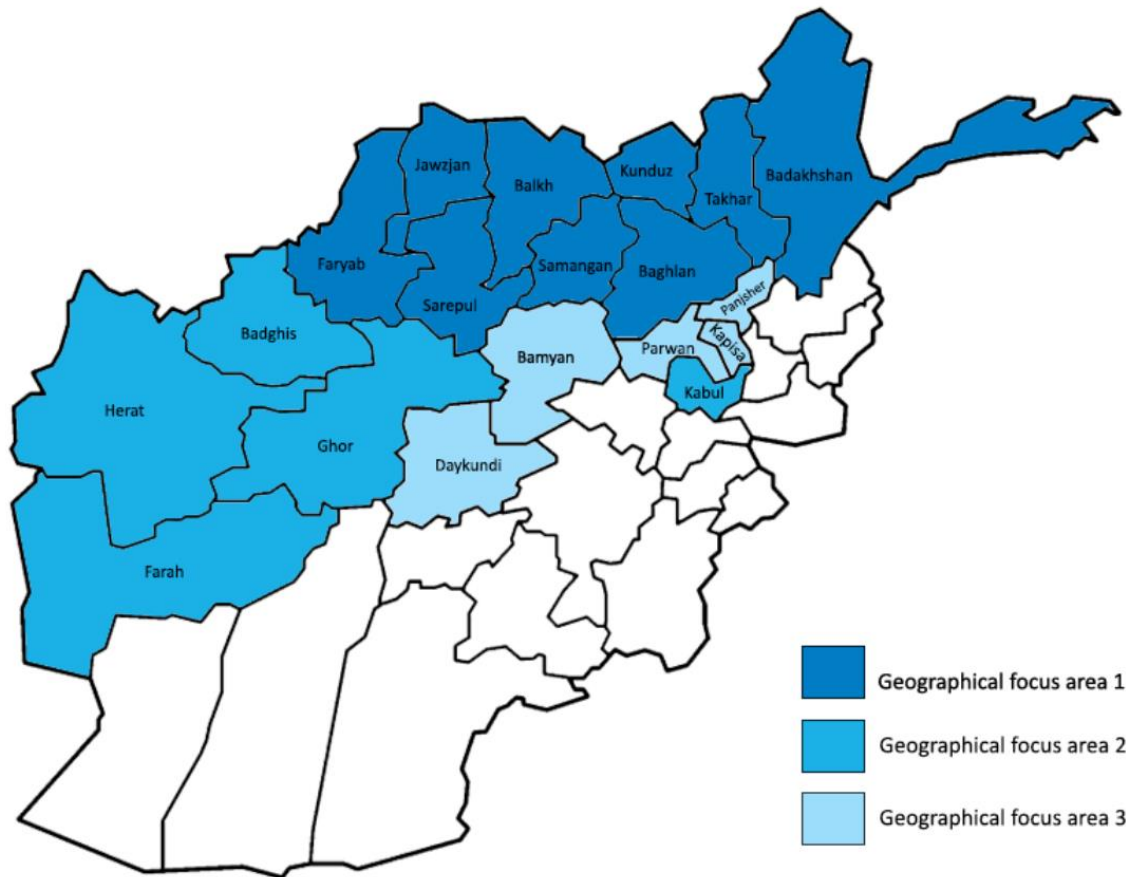 Jawzjan
Balkh
Kunduz
Takhar
Badakhshan
Faryab
Sarepul
Samangan
Baghlan
Panjsher
Badghis
Bamyan
Parwan
Kapisa
Kabul
Herat
Ghor
Daykundi
Farah
Geographical focus area 1
Geographical focus area 2
Geographical focus area 3